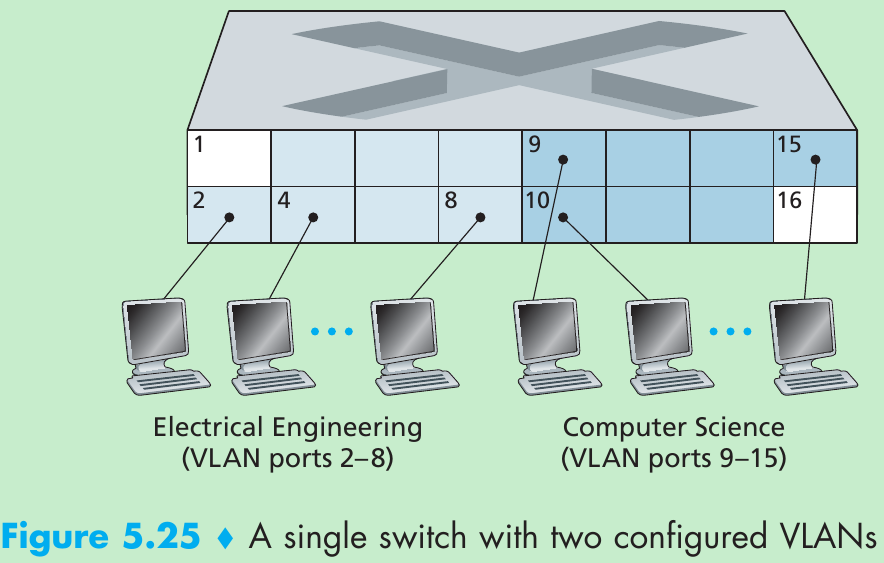 1 9 15
2 4 8 10 16
Electrical Engineering
(VLAN ports 2–8)
Computer Science
(VLAN ports 9–15)
Figure 5.25 ♦ A single switch with two configured VLANs